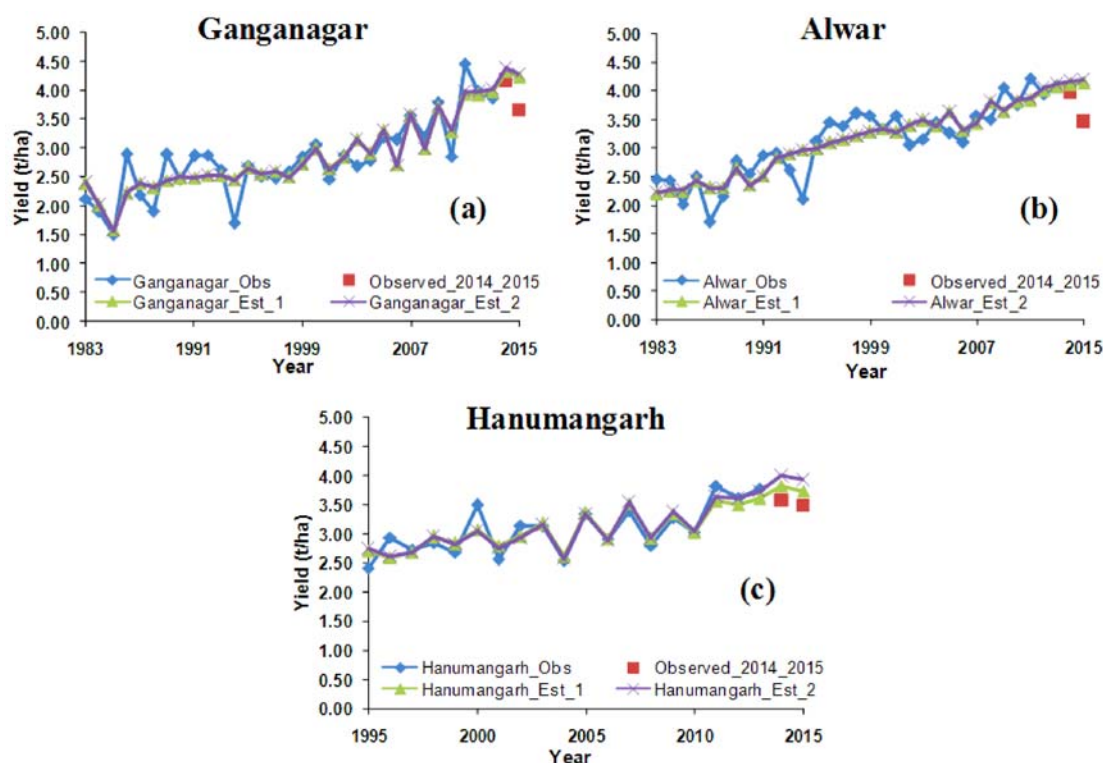 Ganganagar
5.00
4.50
4.00
3.50
3.00
2.50
2.00
1.50
1.00
0.50
0.00
Yield (t/ha)
(a)
Ganganagar_Obs
Observed_2014_2015
Ganganagar_Est_1
Ganganagar_Est_2
1983
1991
1999
2007
2015
Year
Alwar
5.00
4.50
4.00
3.50
3.00
2.50
2.00
1.50
1.00
0.50
0.00
Yield (t/ha)
(b)
Alwar_Obs
Observed_2014_2015
Alwar_Est_1
Alwar_Est_2
1983
1991
1999
2007
2015
Year
Hanumangarh
5.00
4.50
4.00
3.50
3.00
2.50
2.00
1.50
1.00
0.50
0.00
Yield (t/ha)
(c)
Hanumangarh_Obs
Observed_2014_2015
Hanumangarh_Est_1
Hanumangarh_Est_2
1995
2000
2005
2010
2015
Year